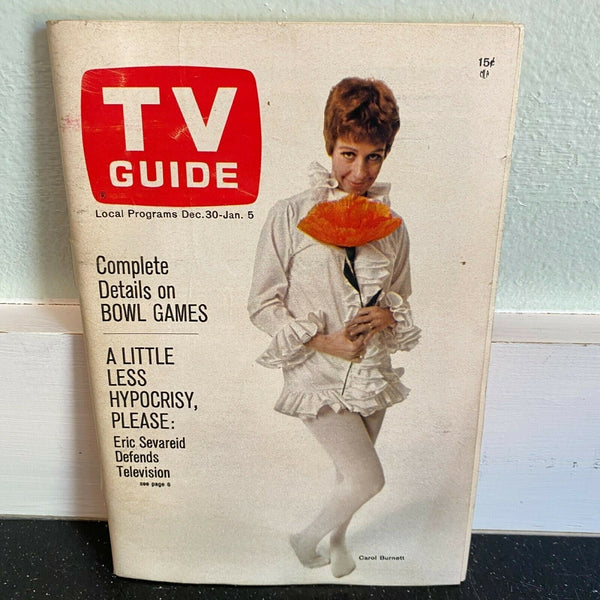 15¢
TV
GUIDE
Local Programs Dec. 30-Jan. 5
Complete
Details on
BOWL GAMES
A LITTLE
LESS
HYPOCRISY,
PLEASE:
Eric Sevareid
Defends
Television
see page 6
Carol Burnett